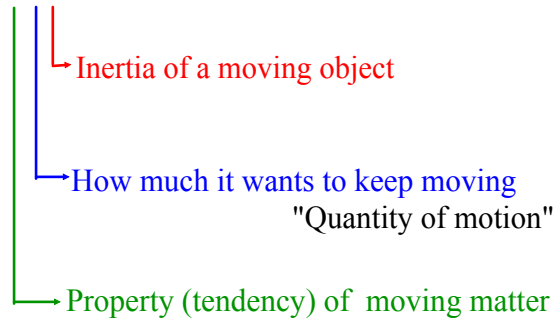 Inertia of a moving object
How much it wants to keep moving
"Quantity of motion"
Property (tendency) of moving matter